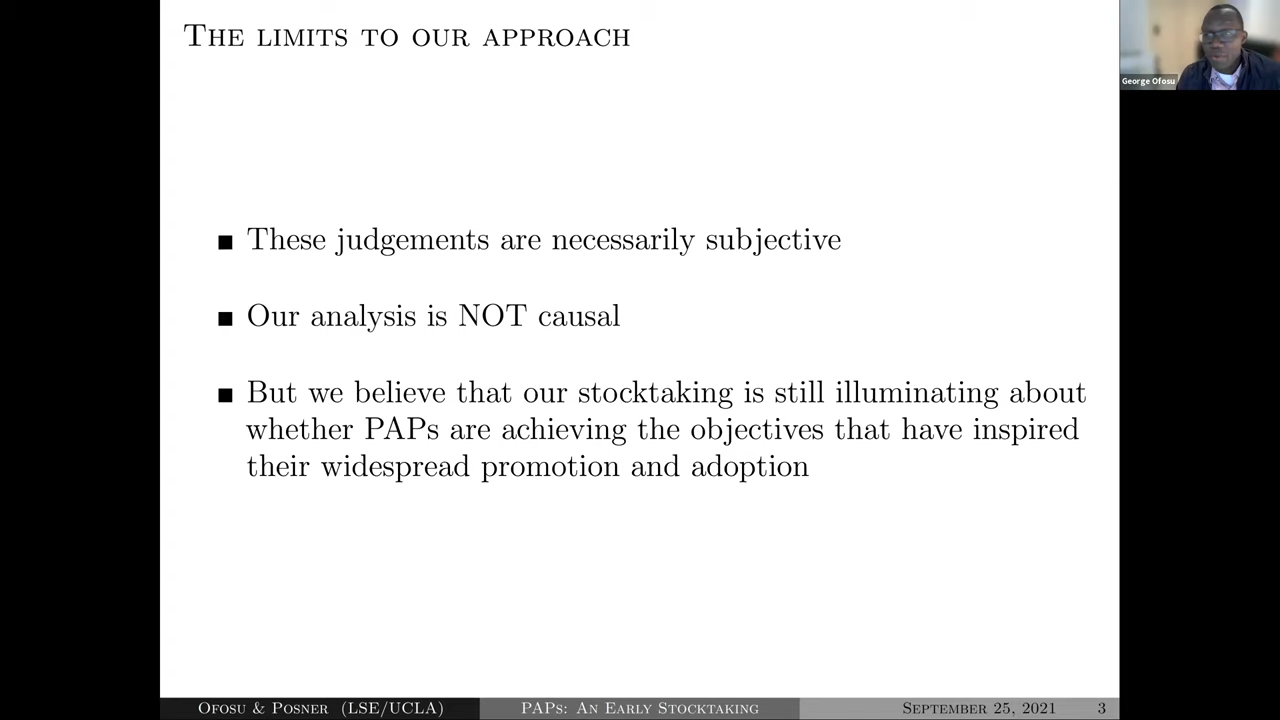 THE LIMITS TO OUR APPROACH
George Ofosu
■ These judgements are necessarily subjective
■ Our analysis is NOT causal
■ But we believe that our stocktaking is still illuminating about
whether PAPs are achieving the objectives that have inspired
their widespread promotion and adoption
OFOSU & POSNER (LSE/UCLA) PAPS: AN EARLY STOCKTAKING SEPTEMBER 25, 2021 3